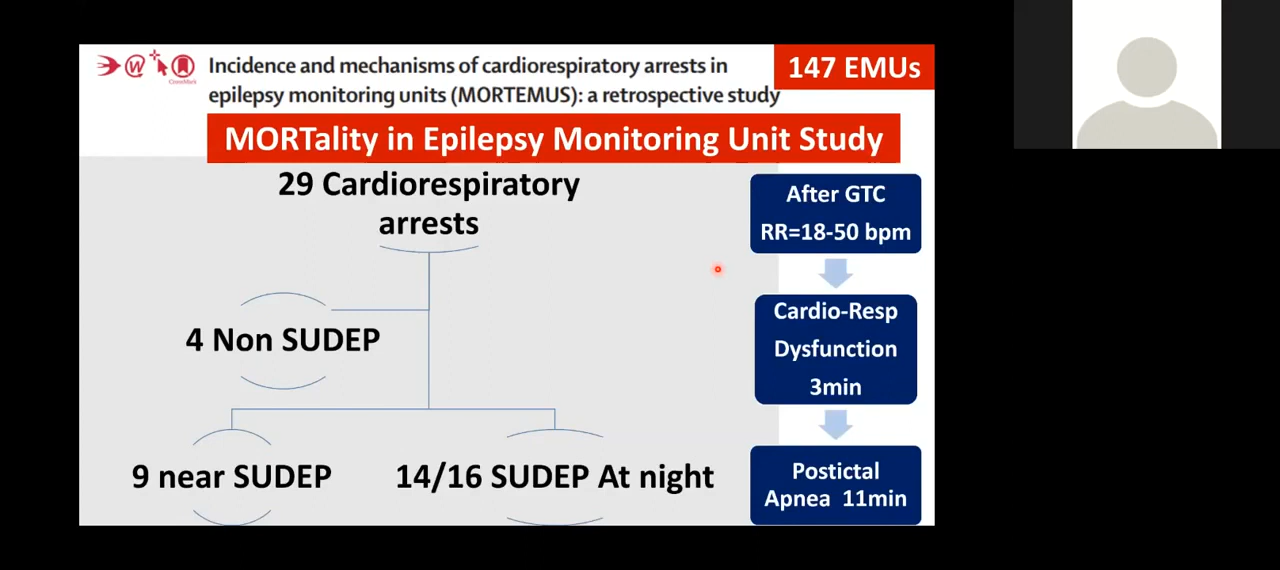 Incidence and mechanisms of cardiorespiratory arrests in
epilepsy monitoring units (MORTEMUS): a retrospective study
147 EMUs
MORTality in Epilepsy Monitoring Unit Study
29 Cardiorespiratory
arrests
4 Non SUDEP
9 near SUDEP
14/16 SUDEP At night
After GTC
RR=18-50 bpm
Cardio-Resp
Dysfunction
3min
Postictal
Apnea 11min